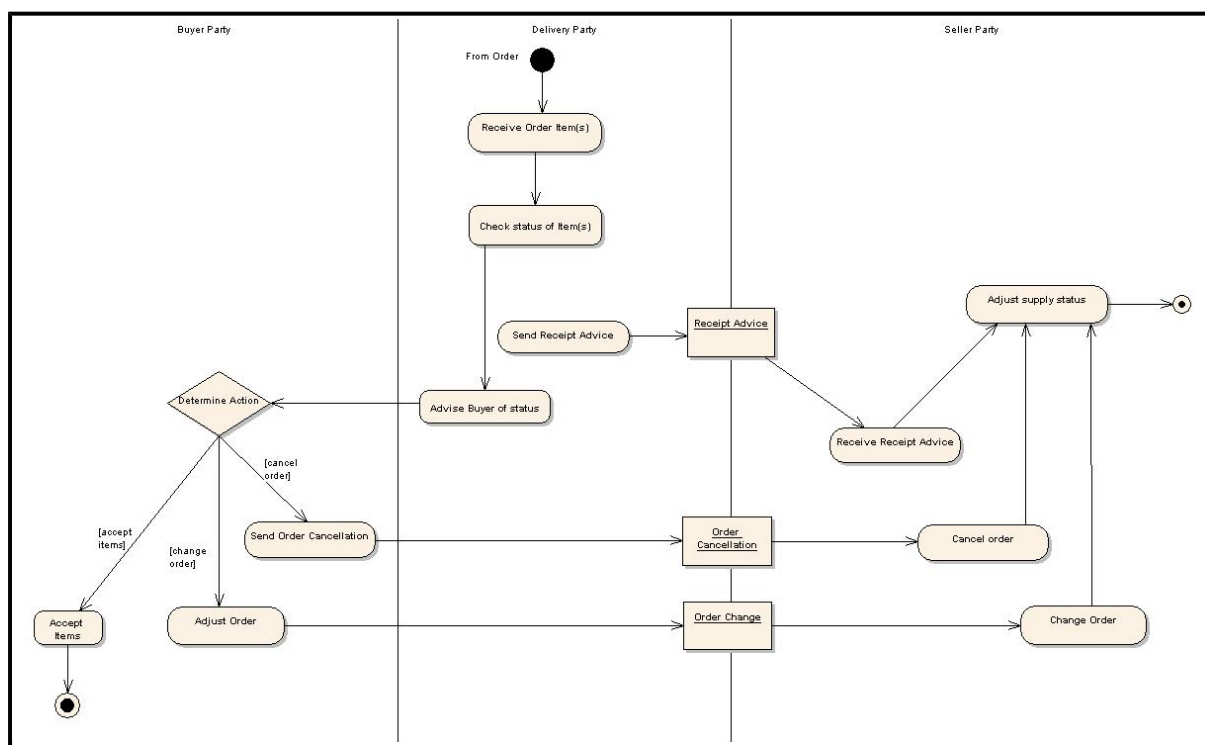 Buyer Party
Delivery Party
Seller Party
From Order
Receive Order Item(s)
Check status of Item(s)
Adjust supply status
Send Receipt Advice
Receipt Advice
Determine Action
Advise Buyer of status
Receive Receipt Advice
[cancel
order]
[accept
items]
[change
order]
Send Order Cancellation
Order
Cancellation
Cancel order
Accept
Items
Adjust Order
Order Change
Change Order